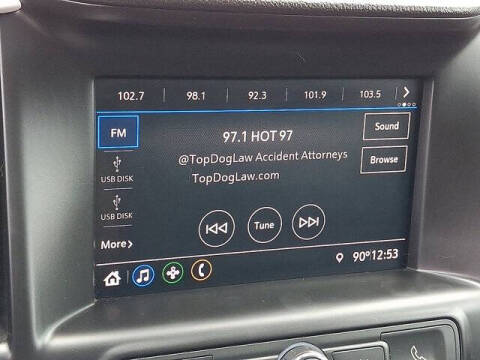 102.7 98.1 92.3 101.9 103.5
FM
97.1 HOT 97
Sound
@TopDogLaw Accident Attorneys
Browse
USB DISK
TopDogLaw.com
USB DISK
Tune
More
90° 12:53